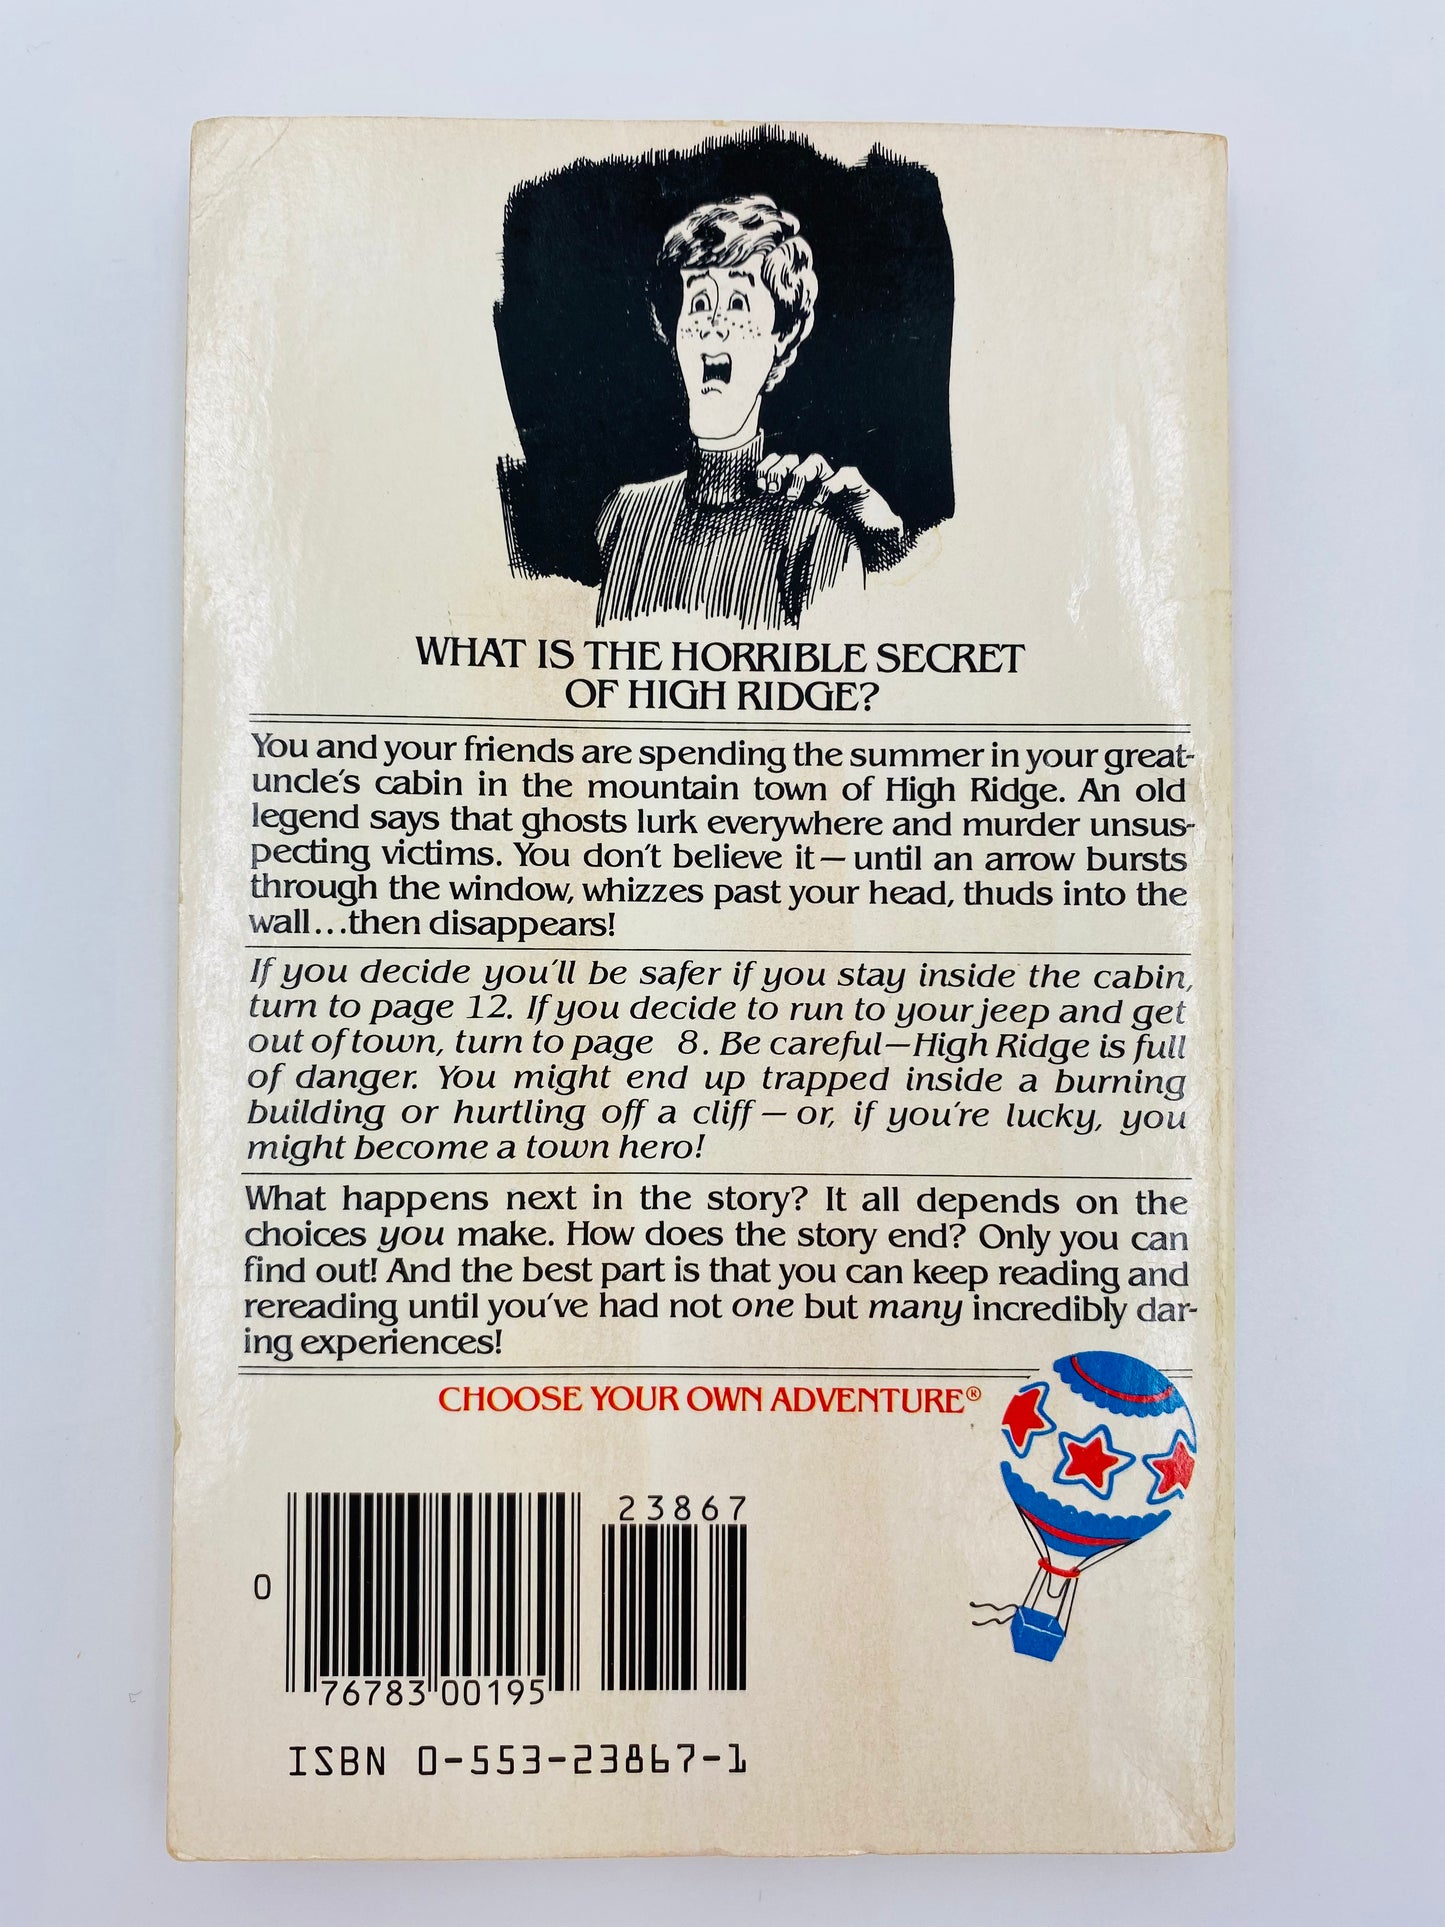 WHAT IS THE HORRIBLE SECRET
OF HIGH RIDGE?
You and your friends are spending the summer in your great-
uncle's cabin in the mountain town of High Ridge. An old
legend says that ghosts lurk everywhere and murder unsus-
pecting victims. You don't believe it—until an arrow bursts
through the window, whizzes past your head, thuds into the
wall...then disappears!
If you decide you'll be safer if you stay inside the cabin,
turn to page 12. If you decide to run to your jeep and get
out of town, turn to page 8. Be careful—High Ridge is full
of danger. You might end up trapped inside a burning
building or hurtling off a cliff—or, if you're lucky, you
might become a town hero!
What happens next in the story? It all depends on the
choices you make. How does the story end? Only you can
find out! And the best part is that you can keep reading and
rereading until you've had not one but many incredibly dar-
ing experiences!
CHOOSE YOUR OWN ADVENTURE®
23867
0
76783 00195
ISBN 0-553-23867-1